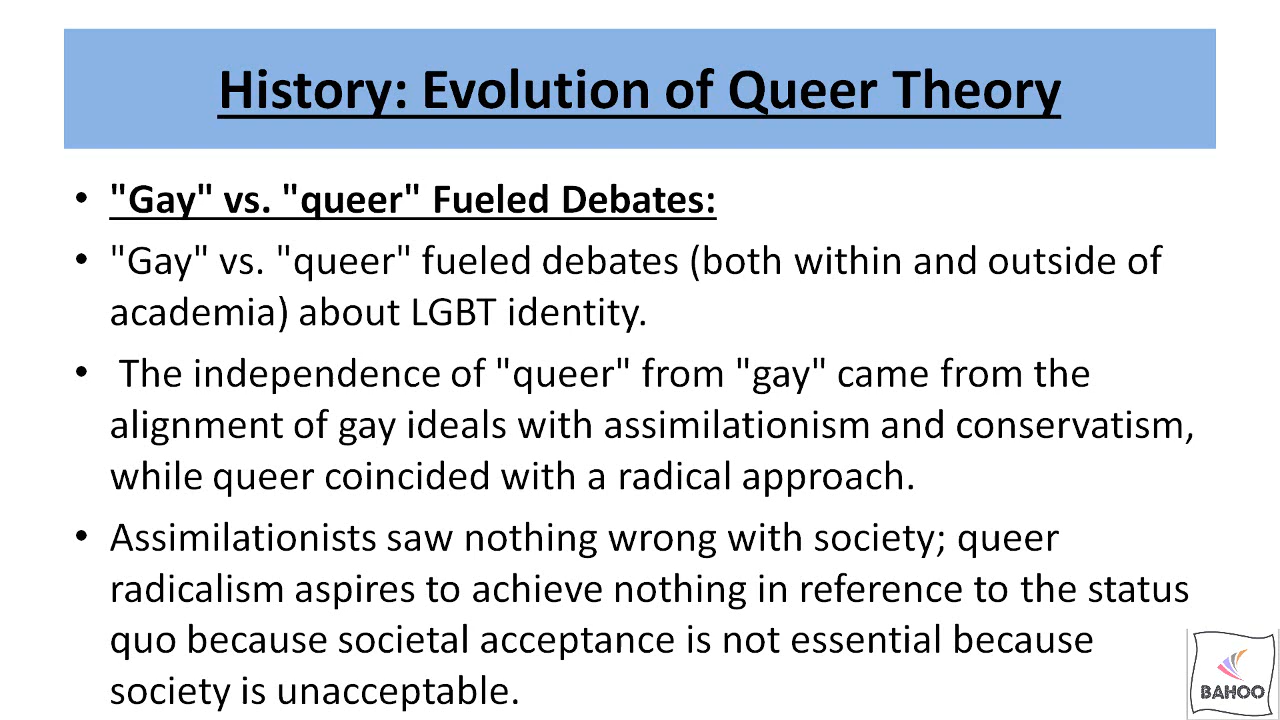 History: Evolution of Queer Theory
• "Gay" vs. "queer" Fueled Debates:
• "Gay" vs. "queer" fueled debates (both within and outside of
academia) about LGBT identity.
• The independence of "queer" from "gay" came from the
alignment of gay ideals with assimilationism and conservatism,
while queer coincided with a radical approach.
• Assimilationists saw nothing wrong with society; queer
radicalism aspires to achieve nothing in reference to the status
quo because societal acceptance is not essential because
society is unacceptable.
BAHOO